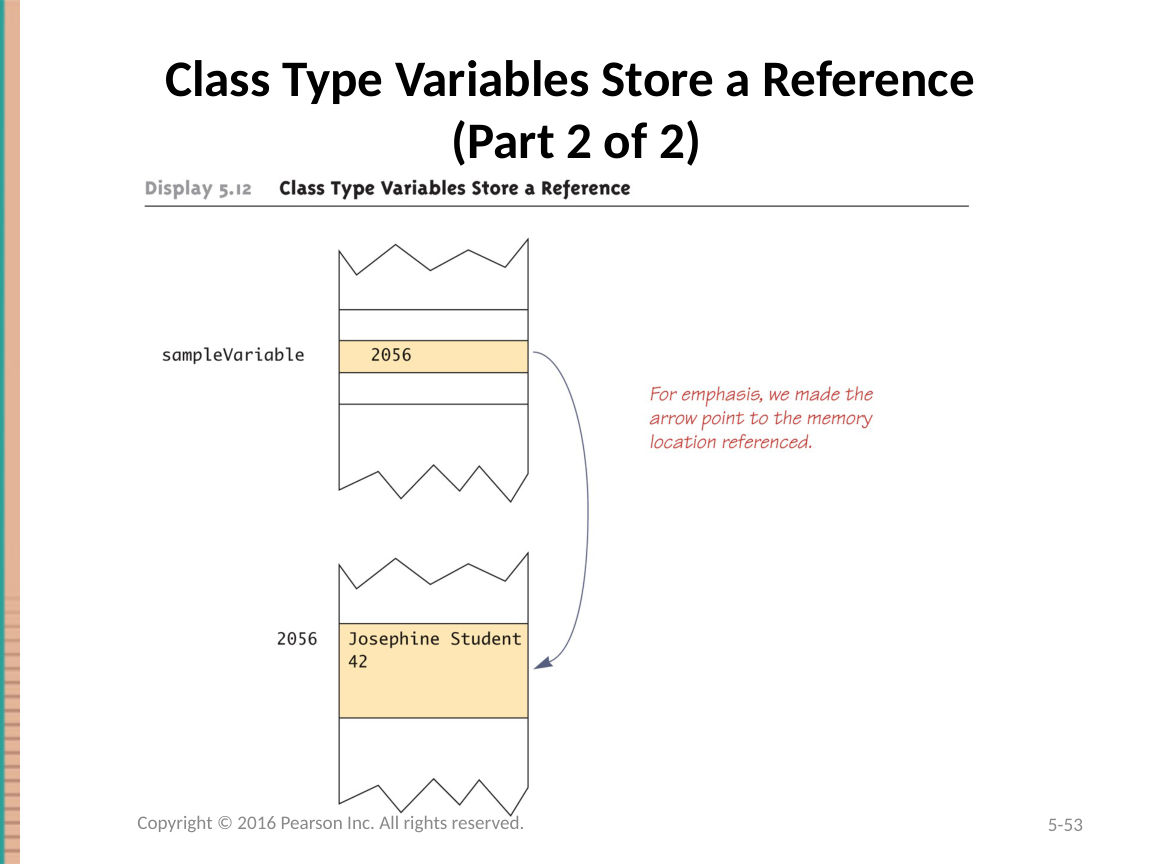 Class Type Variables Store a Reference
(Part 2 of 2)
Display 5.12 Class Type Variables Store a Reference
sampleVariable 2056
For emphasis, we made the
arrow point to the memory
location referenced.
2056 Josephine Student
42
Copyright © 2016 Pearson Inc. All rights reserved.
5-53